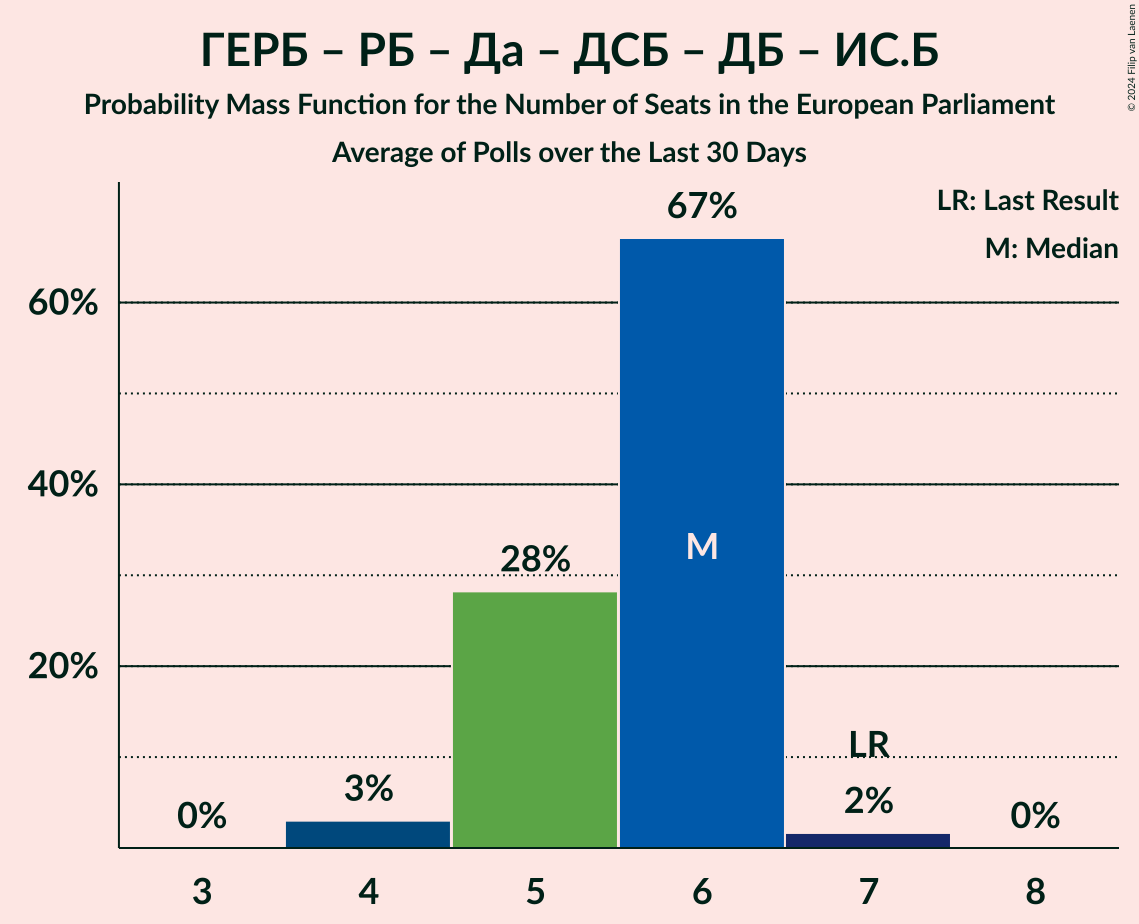 ГЕРБ – РБ – Да – ДСБ – ДБ – ИС.Б
Probability Mass Function for the Number of Seats in the European Parliament
Average of Polls over the Last 30 Days
© 2024 Filip van Laenen
LR: Last Result
M: Median
60%
40%
20%
0%
3%
28%
67%
M
LR
2%
0%
3 4 5 6 7 8